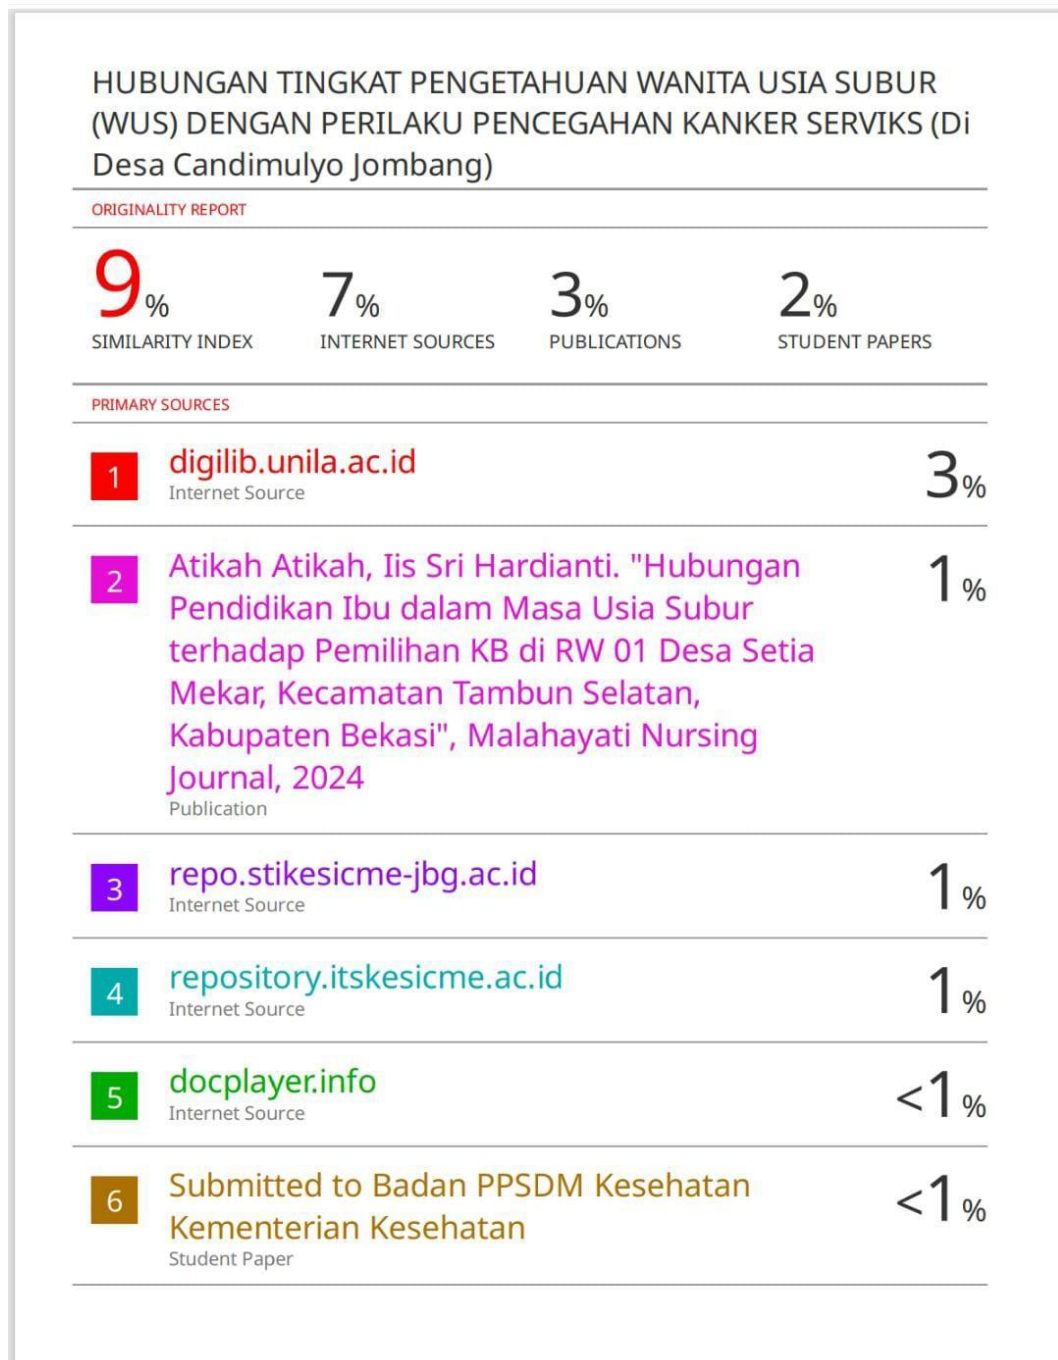 HUBUNGAN TINGKAT PENGETAHUAN WANITA USIA SUBUR
(WUS) DENGAN PERILAKU PENCEGAHAN KANKER SERVIKS (Di
Desa Candimulyo Jombang)
ORIGINALITY REPORT
9%
SIMILARITY INDEX
7%
INTERNET SOURCES
3%
PUBLICATIONS
2%
STUDENT PAPERS
PRIMARY SOURCES
1
digilib.unila.ac.id
Internet Source
3%
2
Atikah Atikah, Iis Sri Hardianti. "Hubungan
Pendidikan Ibu dalam Masa Usia Subur
terhadap Pemilihan KB di RW 01 Desa Setia
Mekar, Kecamatan Tambun Selatan,
Kabupaten Bekasi", Malahayati Nursing
Journal, 2024
Publication
1%
3
repo.stikesicme-jbg.ac.id
Internet Source
1%
4
repository.itskesicme.ac.id
Internet Source
1%
5
docplayer.info
Internet Source
<1%
6
Submitted to Badan PPSDM Kesehatan
Kementerian Kesehatan
Student Paper
<1%